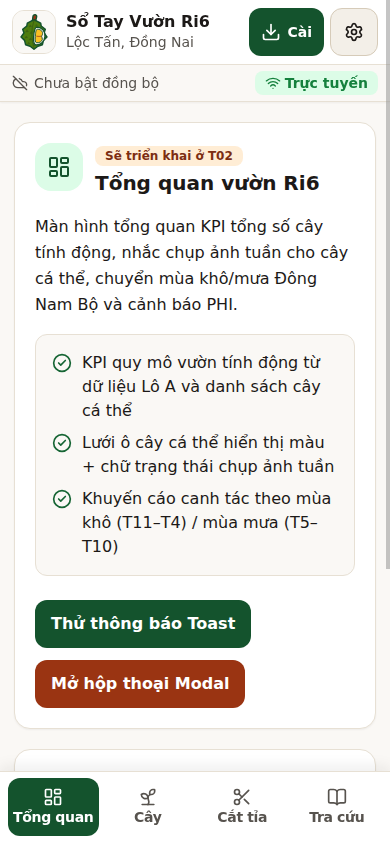 Sổ Tay Vườn Ri6
Lộc Tấn, Đồng Nai
Cài
Chưa bật đồng bộ
Trực tuyến
Sẽ triển khai ở T02
Tổng quan vườn Ri6
Màn hình tổng quan KPI tổng số cây
tính động, nhắc chụp ảnh tuần cho cây
cá thể, chuyển mùa khô/mưa Đông
Nam Bộ và cảnh báo PHI.
KPI quy mô vườn tính động từ
dữ liệu Lô A và danh sách cây
cá thể
Lưới ô cây cá thể hiển thị màu
+ chữ trạng thái chụp ảnh tuần
Khuyến cáo canh tác theo mùa
khô (T11–T4) / mùa mưa (T5–
T10)
Thử thông báo Toast
Mở hộp thoại Modal
Tổng quan
Cây
Cắt tỉa
Tra cứu